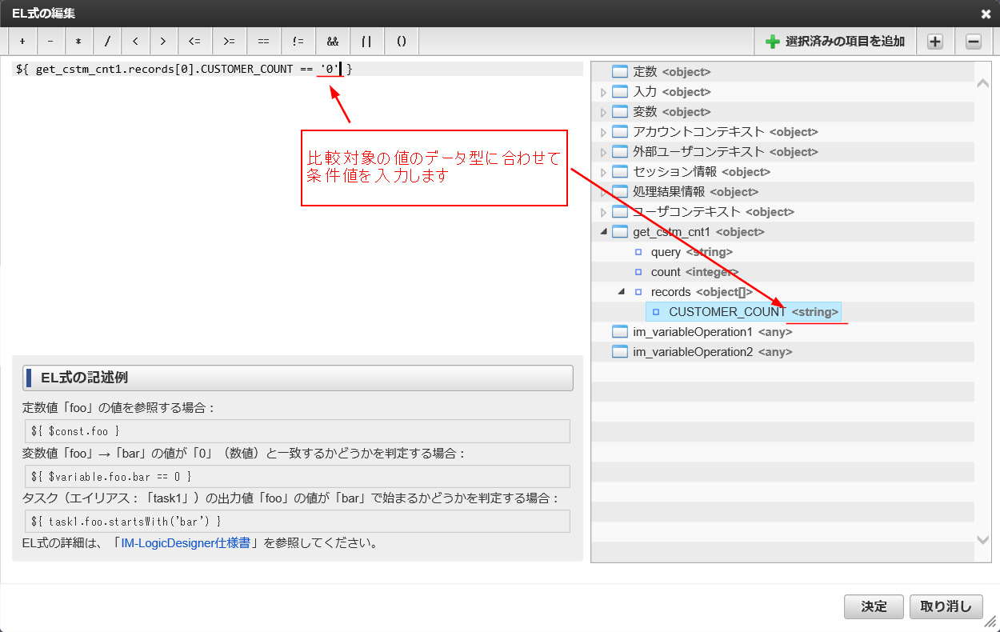 EL式の編集
+ - * / < > <= >= == != && || ()
選択済みの項目を追加
${ get_cstm_cnt1.records[0].CUSTOMER_COUNT == '0' }
比較対象の値のデータ型に合わせて
条件値を入力します
定数 <object>
入力 <object>
変数 <object>
アカウントコンテキスト <object>
外部ユーザコンテキスト <object>
セッション情報 <object>
処理結果情報 <object>
ユーザコンテキスト <object>
get_cstm_cnt1 <object>
query <string>
count <integer>
records <object[]>
CUSTOMER_COUNT <string>
im_variableOperation1 <any>
im_variableOperation2 <any>
EL式の記述例
定数値「foo」の値を参照する場合：
${ $const.foo }
変数値「foo」→「bar」の値が「0」（数値）と一致するかどうかを判定する場合：
${ $variable.foo.bar == 0 }
タスク（エイリアス：「task1」）の出力値「foo」の値が「bar」で始まるかどうかを判定する場合：
${ task1.foo.startsWith('bar') }
EL式の詳細は、「IM-LogicDesigner仕様書」を参照してください。
決定
取り消し